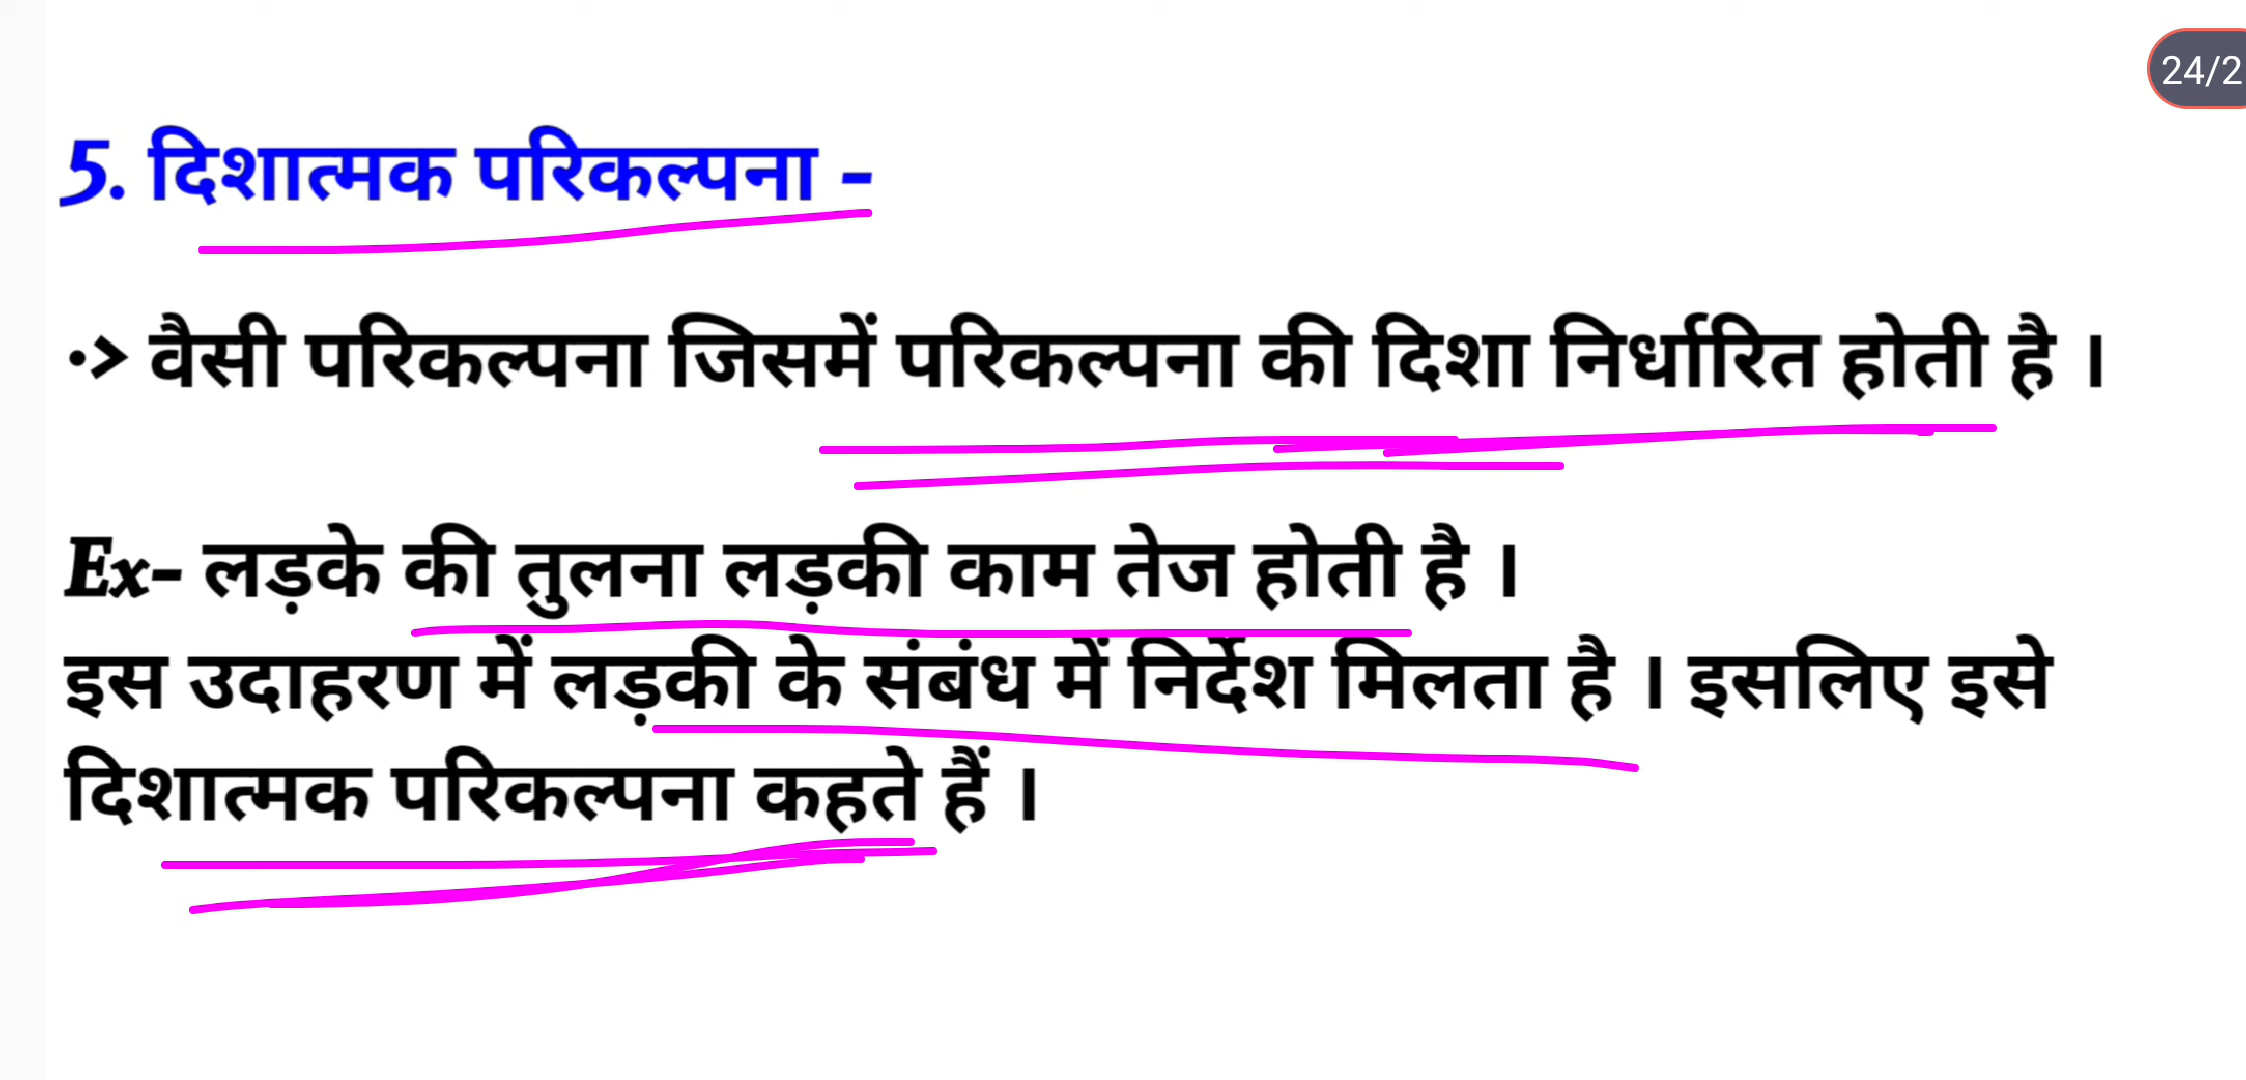 24/2
5. दिशात्मक परिकल्पना -
•> वैसी परिकल्पना जिसमें परिकल्पना की दिशा निर्धारित होती है ।
Ex- लड़के की तुलना लड़की काम तेज होती है ।
इस उदाहरण में लड़की के संबंध में निर्देश मिलता है । इसलिए इसे
दिशात्मक परिकल्पना कहते हैं ।